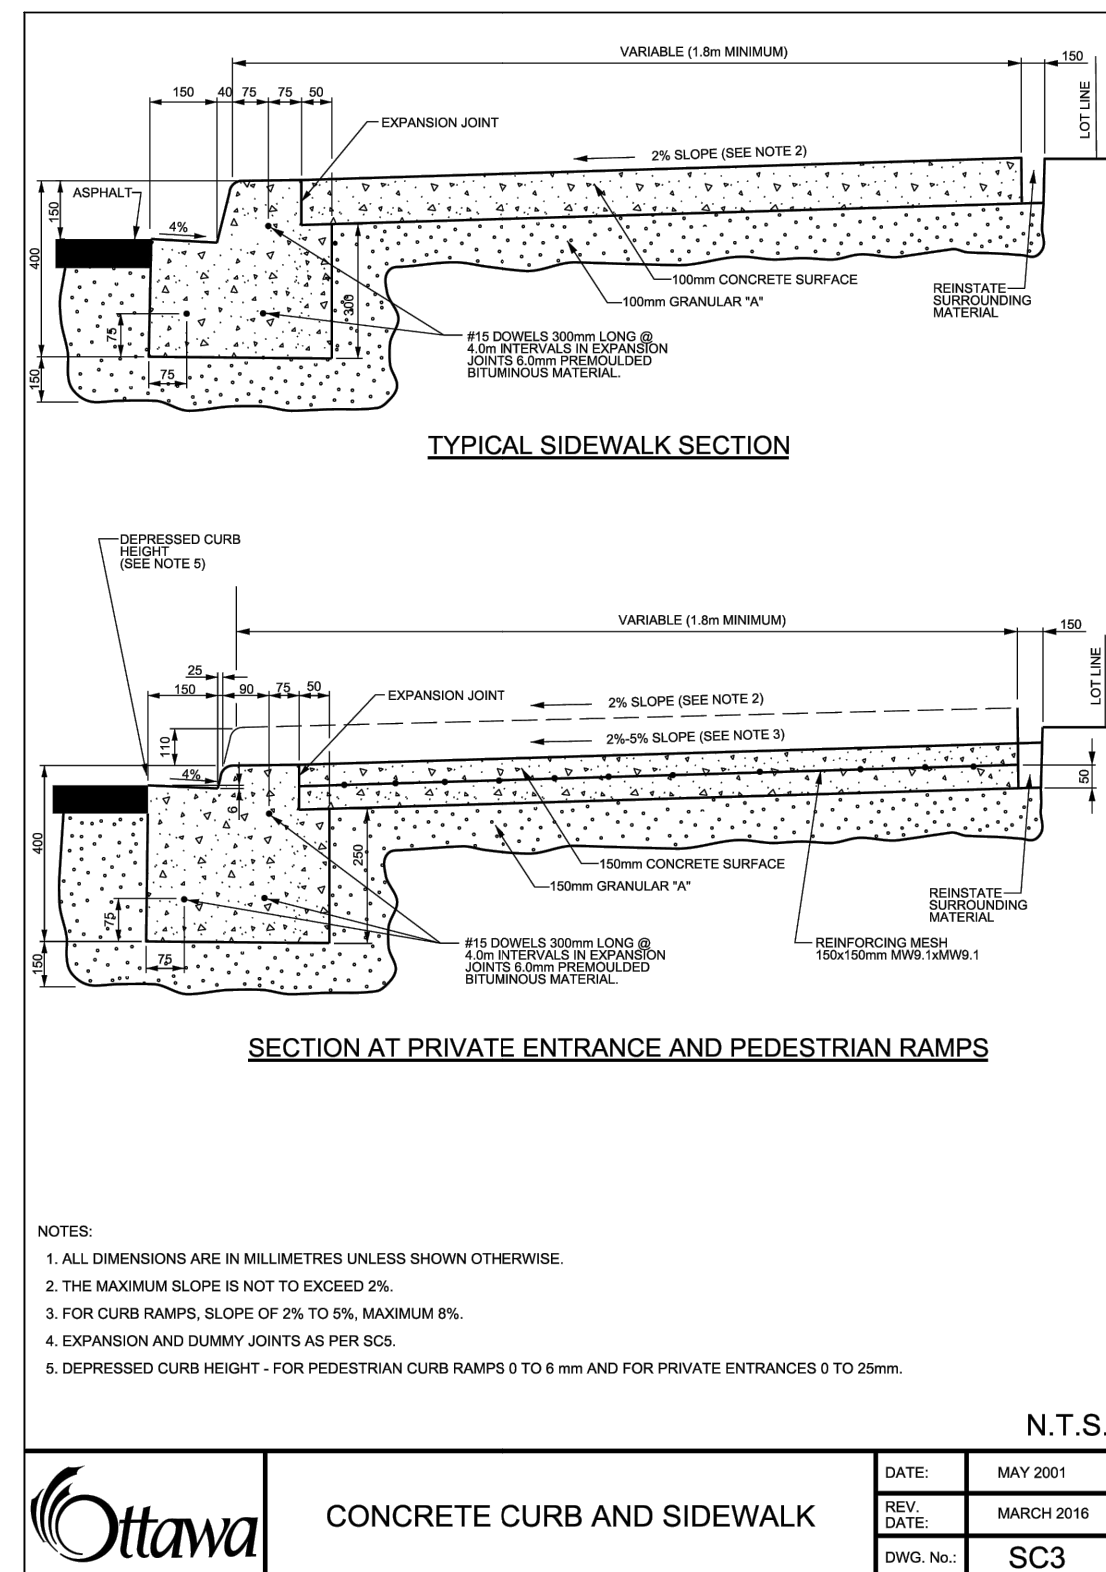 VARIABLE (1.8m MINIMUM)
150
LOT LINE
150
40
75
75
50
EXPANSION JOINT
2% SLOPE (SEE NOTE 2)
ASPHALT
150
400
4%
100mm CONCRETE SURFACE
100mm GRANULAR "A"
REINSTATE
SURROUNDING
MATERIAL
300
75
75
150
#15 DOWELS 300mm LONG @
4.0m INTERVALS IN EXPANSION
JOINTS 6.0mm PREMOULDED
BITUMINOUS MATERIAL.
TYPICAL SIDEWALK SECTION
DEPRESSED CURB
HEIGHT
(SEE NOTE 5)
VARIABLE (1.8m MINIMUM)
150
LOT LINE
25
150
90
75
50
EXPANSION JOINT
2% SLOPE (SEE NOTE 2)
2%-5% SLOPE (SEE NOTE 3)
110
4%
6
50
400
250
150mm CONCRETE SURFACE
150mm GRANULAR "A"
REINSTATE
SURROUNDING
MATERIAL
75
75
150
#15 DOWELS 300mm LONG @
4.0m INTERVALS IN EXPANSION
JOINTS 6.0mm PREMOULDED
BITUMINOUS MATERIAL.
REINFORCING MESH
150x150mm MW9.1xMW9.1
SECTION AT PRIVATE ENTRANCE AND PEDESTRIAN RAMPS
NOTES:
1. ALL DIMENSIONS ARE IN MILLIMETRES UNLESS SHOWN OTHERWISE.
2. THE MAXIMUM SLOPE IS NOT TO EXCEED 2%.
3. FOR CURB RAMPS, SLOPE OF 2% TO 5%, MAXIMUM 8%.
4. EXPANSION AND DUMMY JOINTS AS PER SC5.
5. DEPRESSED CURB HEIGHT - FOR PEDESTRIAN CURB RAMPS 0 TO 6 mm AND FOR PRIVATE ENTRANCES 0 TO 25mm.
N.T.S.
Ottawa
CONCRETE CURB AND SIDEWALK
DATE:
MAY 2001
REV.
DATE:
MARCH 2016
DWG. No.:
SC3